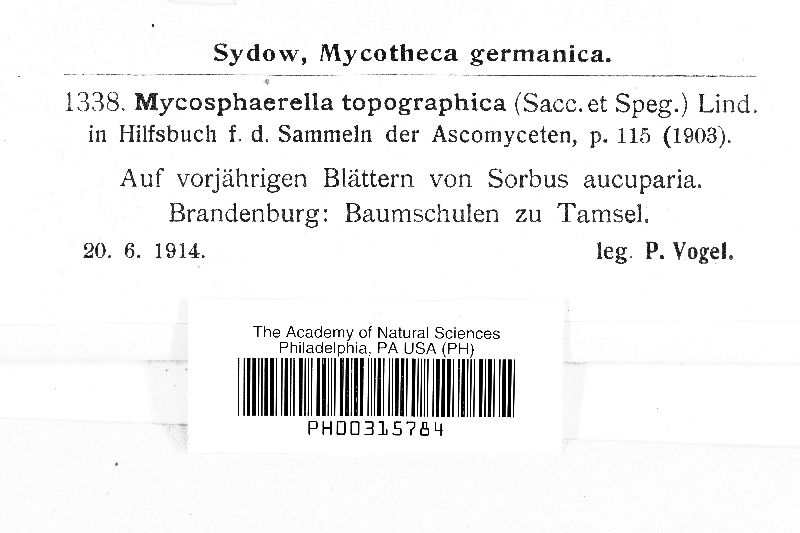 Sydow, Mycotheca germanica.
1338. Mycosphaerella topographica (Sacc. et Speg.) Lind.
in Hilfsbuch f. d. Sammeln der Ascomyceten, p. 115 (1903).
Auf vorjährigen Blättern von Sorbus aucuparia.
Brandenburg: Baumschulen zu Tamsel.
20. 6. 1914. leg. P. Vogel.
The Academy of Natural Sciences
Philadelphia, PA USA (PH)
PH00315784